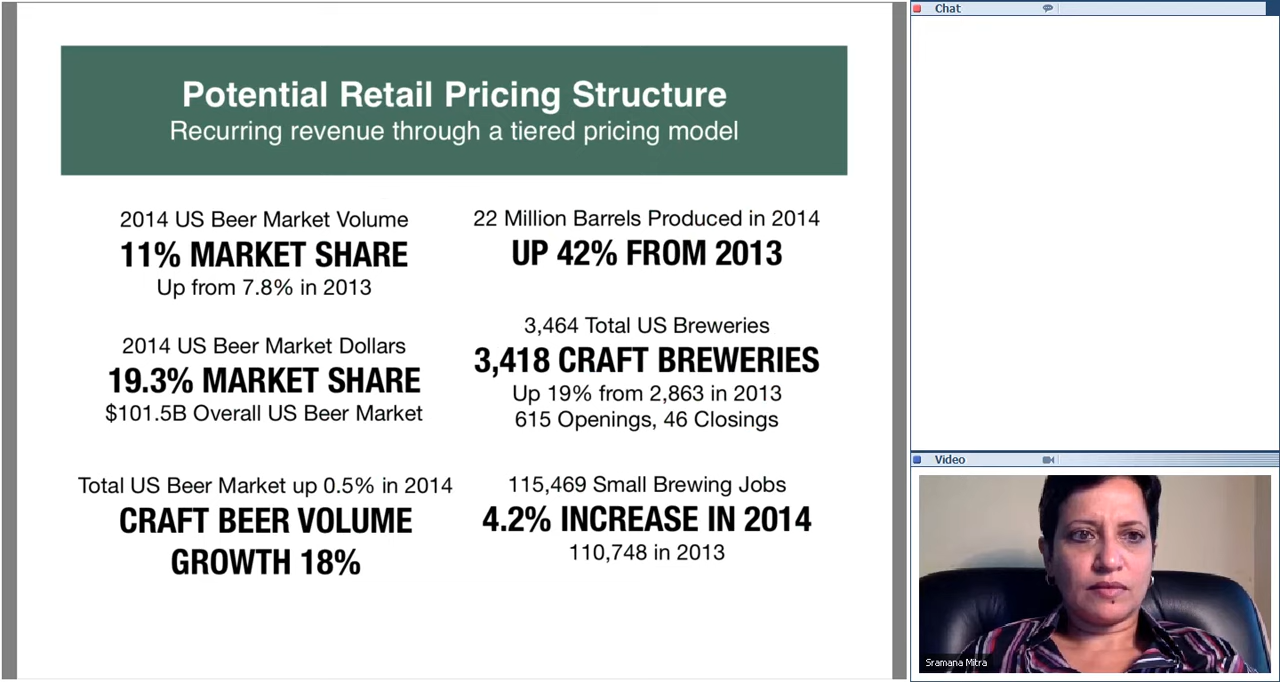 Potential Retail Pricing Structure
Recurring revenue through a tiered pricing model
2014 US Beer Market Volume
11% MARKET SHARE
Up from 7.8% in 2013
2014 US Beer Market Dollars
19.3% MARKET SHARE
$101.5B Overall US Beer Market
Total US Beer Market up 0.5% in 2014
CRAFT BEER VOLUME
GROWTH 18%
22 Million Barrels Produced in 2014
UP 42% FROM 2013
3,464 Total US Breweries
3,418 CRAFT BREWERIES
Up 19% from 2,863 in 2013
615 Openings, 46 Closings
115,469 Small Brewing Jobs
4.2% INCREASE IN 2014
110,748 in 2013
Chat
Video
Sramana Mitra